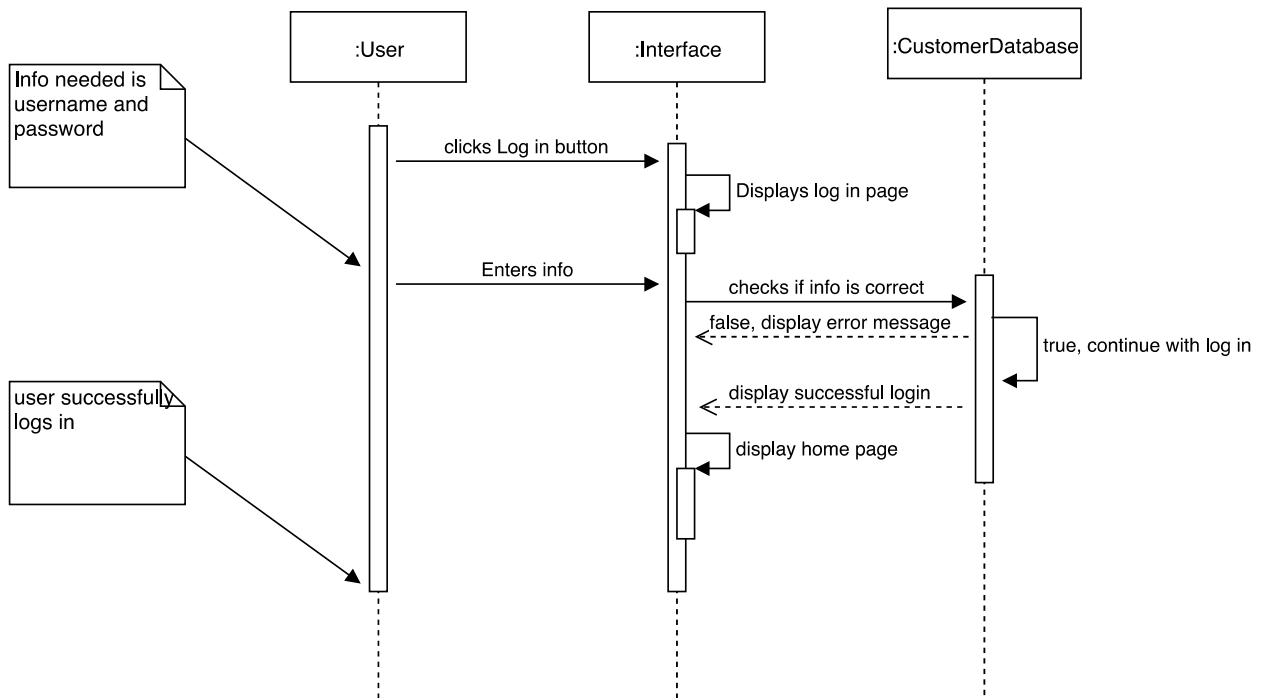 :User
:Interface
:CustomerDatabase
Info needed is
username and
password
clicks Log in button
Displays log in page
Enters info
checks if info is correct
false, display error message
true, continue with log in
user successfully
logs in
display successful login
display home page